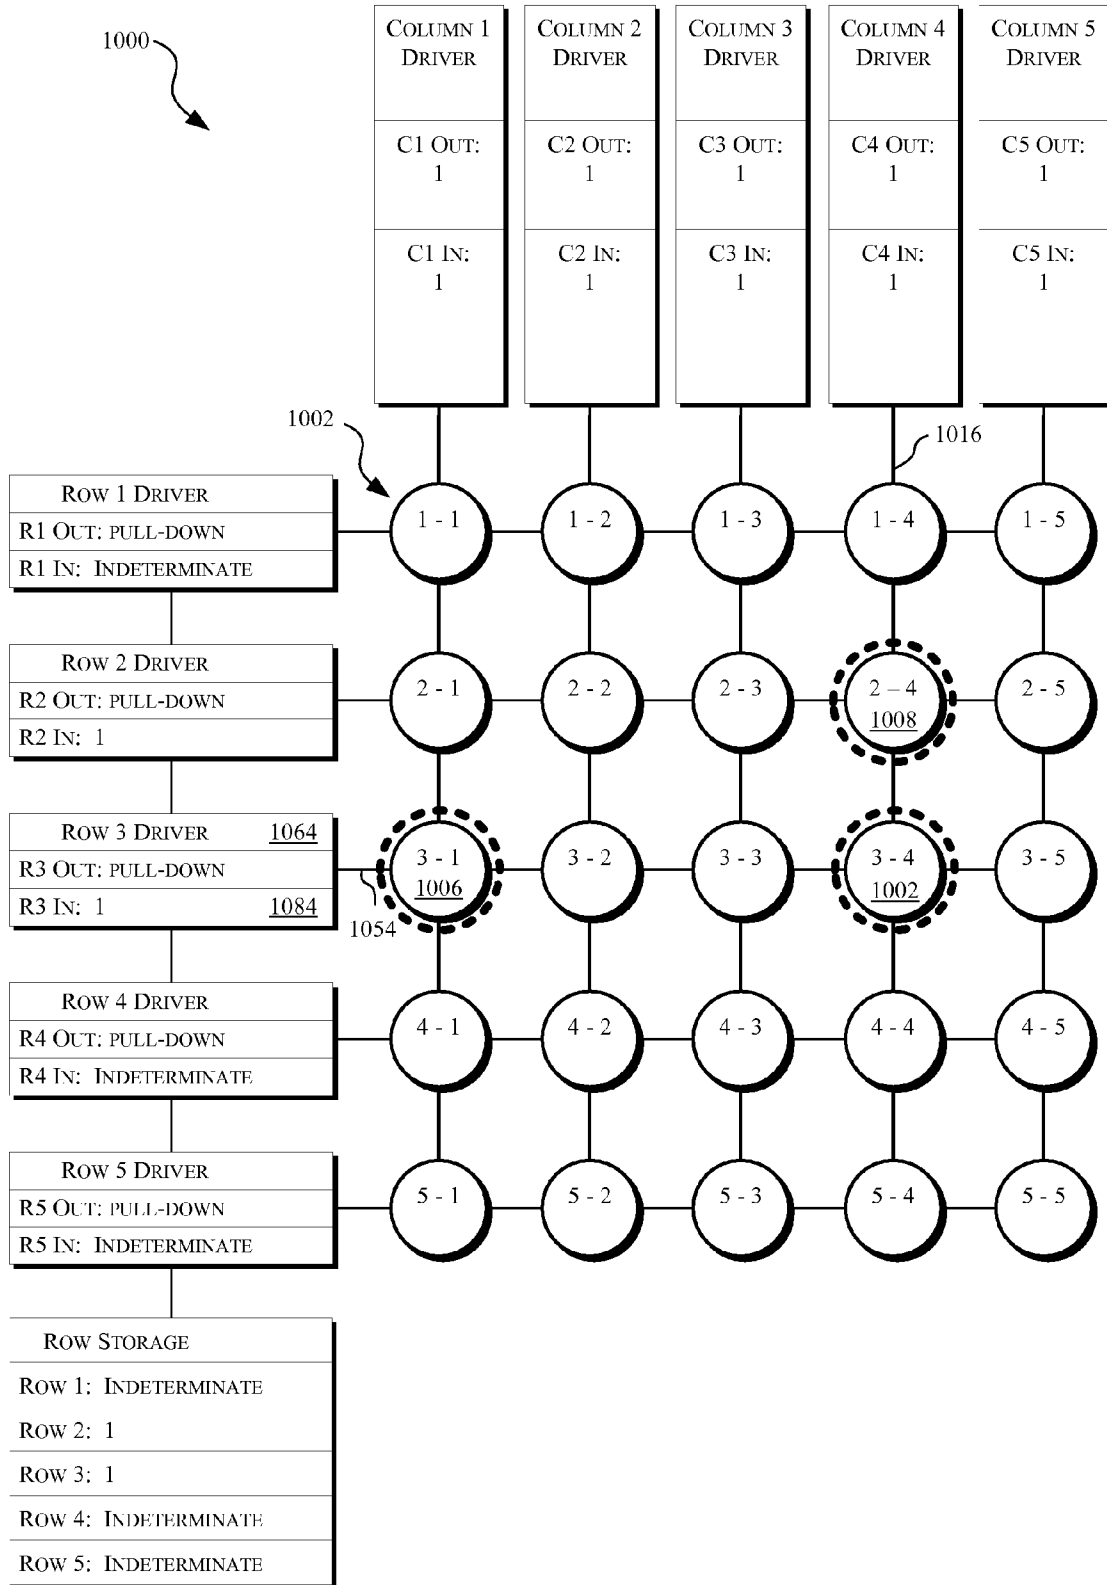 1000
COLUMN 1 DRIVER
C1 OUT:
1
C1 IN:
1
COLUMN 2 DRIVER
C2 OUT:
1
C2 IN:
1
COLUMN 3 DRIVER
C3 OUT:
1
C3 IN:
1
COLUMN 4 DRIVER
C4 OUT:
1
C4 IN:
1
COLUMN 5 DRIVER
C5 OUT:
1
C5 IN:
1
1002
1016
ROW 1 DRIVER
R1 OUT: PULL-DOWN
R1 IN: INDETERMINATE
1 - 1
1 - 2
1 - 3
1 - 4
1 - 5
ROW 2 DRIVER
R2 OUT: PULL-DOWN
R2 IN: 1
2 - 1
2 - 2
2 - 3
2 – 4
1008
2 - 5
ROW 3 DRIVER 1064
R3 OUT: PULL-DOWN
R3 IN: 1 1084
1054
3 - 1
1006
3 - 2
3 - 3
3 - 4
1002
3 - 5
ROW 4 DRIVER
R4 OUT: PULL-DOWN
R4 IN: INDETERMINATE
4 - 1
4 - 2
4 - 3
4 - 4
4 - 5
ROW 5 DRIVER
R5 OUT: PULL-DOWN
R5 IN: INDETERMINATE
5 - 1
5 - 2
5 - 3
5 - 4
5 - 5
ROW STORAGE
ROW 1: INDETERMINATE
ROW 2: 1
ROW 3: 1
ROW 4: INDETERMINATE
ROW 5: INDETERMINATE